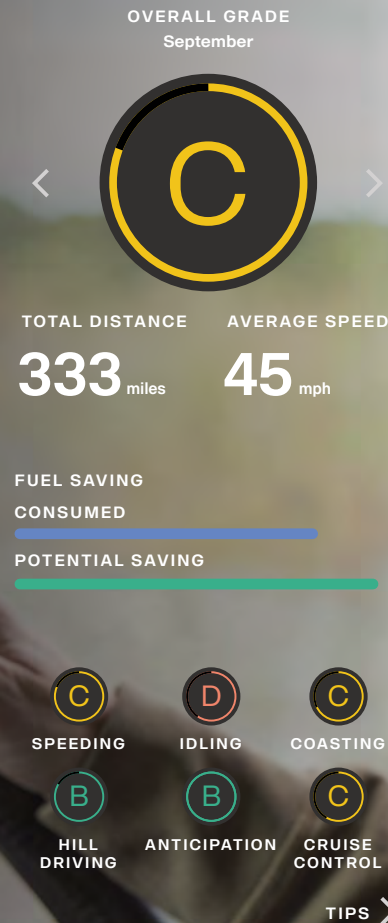 OVERALL GRADE
September
C
TOTAL DISTANCE AVERAGE SPEED
333 miles 45 mph
FUEL SAVING
CONSUMED
POTENTIAL SAVING
C D C
SPEEDING IDLING COASTING
B B C
HILL DRIVING ANTICIPATION CRUISE CONTROL
TIPS